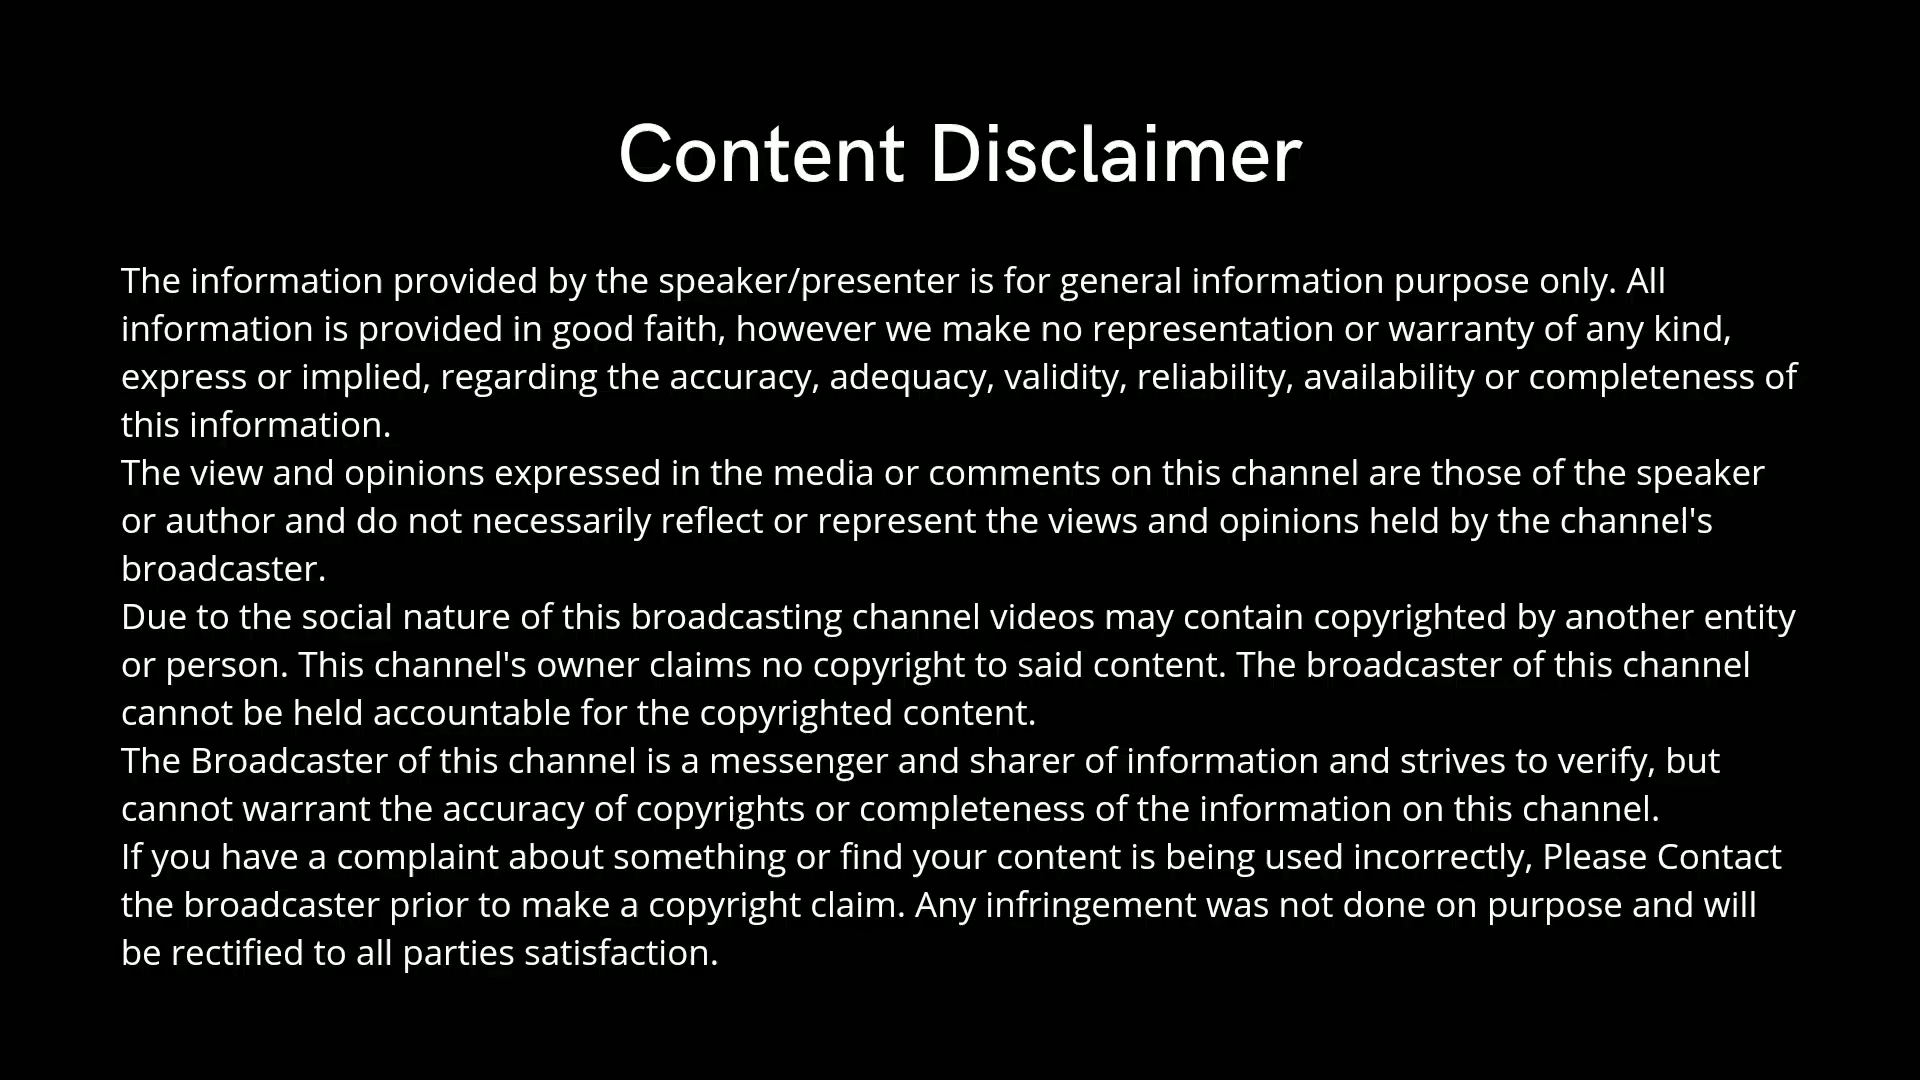 Content Disclaimer
The information provided by the speaker/presenter is for general information purpose only. All
information is provided in good faith, however we make no representation or warranty of any kind,
express or implied, regarding the accuracy, adequacy, validity, reliability, availability or completeness of
this information.
The view and opinions expressed in the media or comments on this channel are those of the speaker
or author and do not necessarily reflect or represent the views and opinions held by the channel's
broadcaster.
Due to the social nature of this broadcasting channel videos may contain copyrighted by another entity
or person. This channel's owner claims no copyright to said content. The broadcaster of this channel
cannot be held accountable for the copyrighted content.
The Broadcaster of this channel is a messenger and sharer of information and strives to verify, but
cannot warrant the accuracy of copyrights or completeness of the information on this channel.
If you have a complaint about something or find your content is being used incorrectly, Please Contact
the broadcaster prior to make a copyright claim. Any infringement was not done on purpose and will
be rectified to all parties satisfaction.